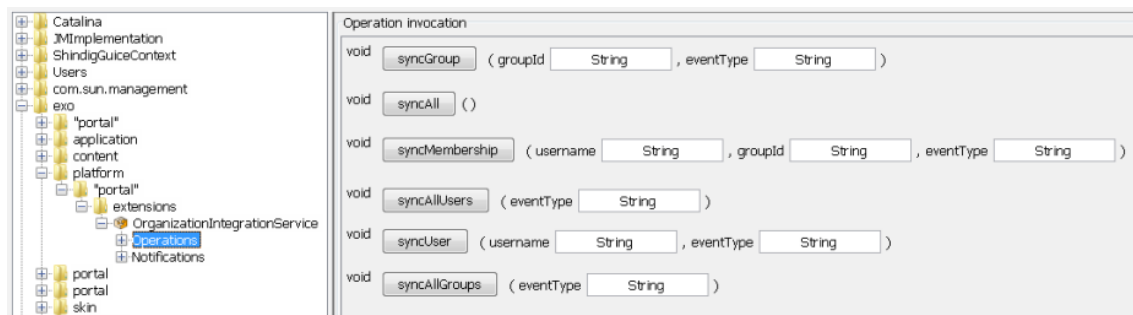 Catalina
JMImplementation
ShindigGuiceContext
Users
com.sun.management
exo
"portal"
application
content
platform
"portal"
extensions
OrganizationIntegrationService
Operations
Notifications
portal
portal
skin
Operation invocation
void syncGroup ( groupId String , eventType String )
void syncAll ()
void syncMembership ( username String , groupId String , eventType String )
void syncAllUsers ( eventType String )
void syncUser ( username String , eventType String )
void syncAllGroups ( eventType String )